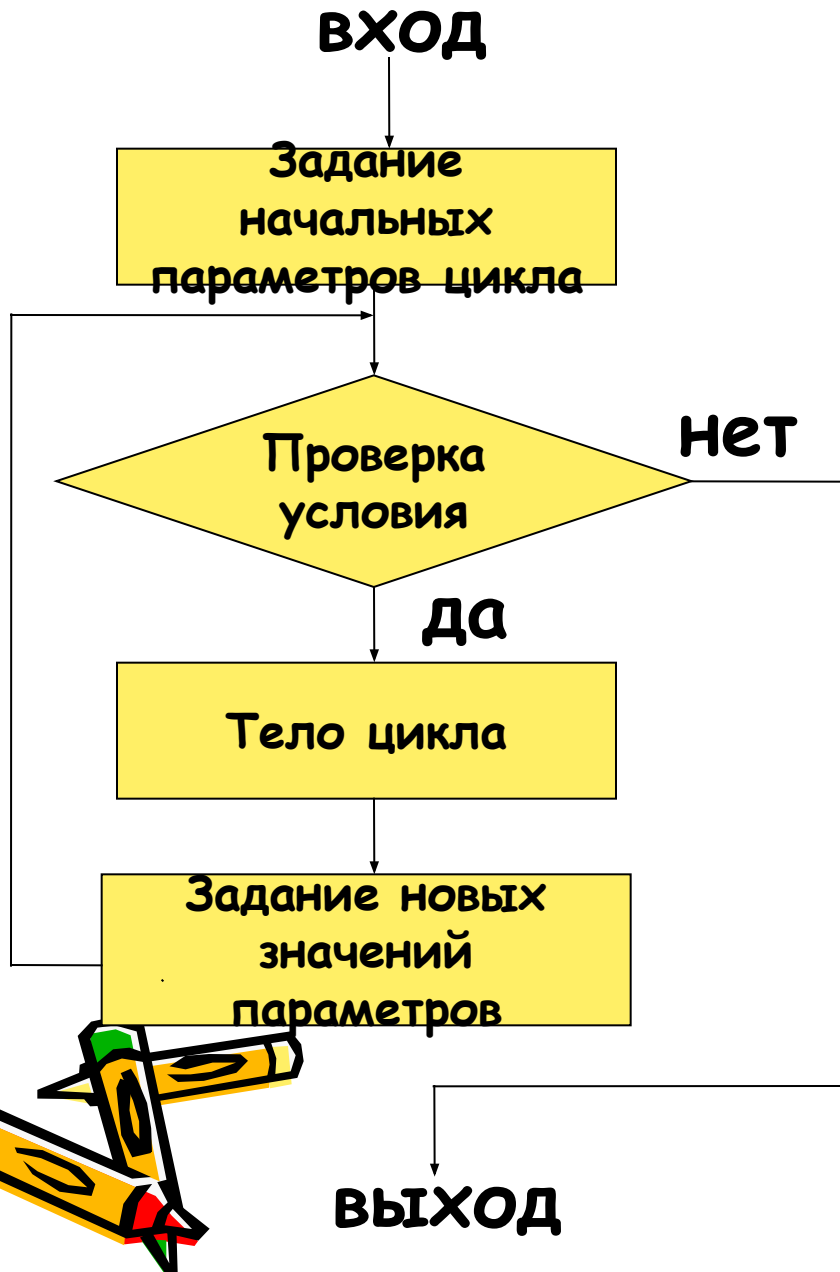 вход
Задание
начальных
параметров цикла
Проверка
условия
нет
да
Тело цикла
Задание новых
значений
параметров
выход